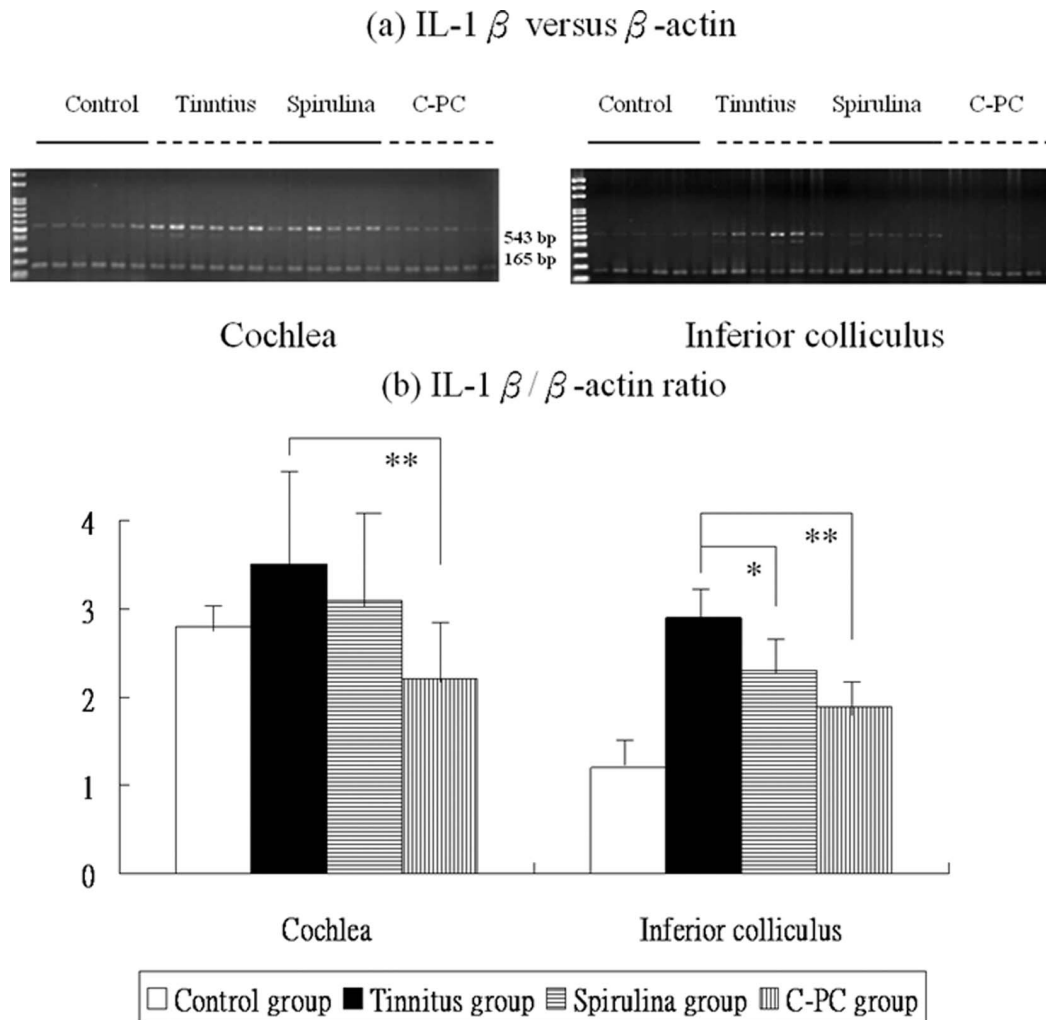 (a) IL-1 β versus β-actin
Control Tinntius Spirulina C-PC Control Tinntius Spirulina C-PC
543 bp
165 bp
Cochlea Inferior colliculus
(b) IL-1 β/β-actin ratio
**
**
*
4
3
2
1
0
Cochlea Inferior colliculus
Control group Tinnitus group Spirulina group C-PC group